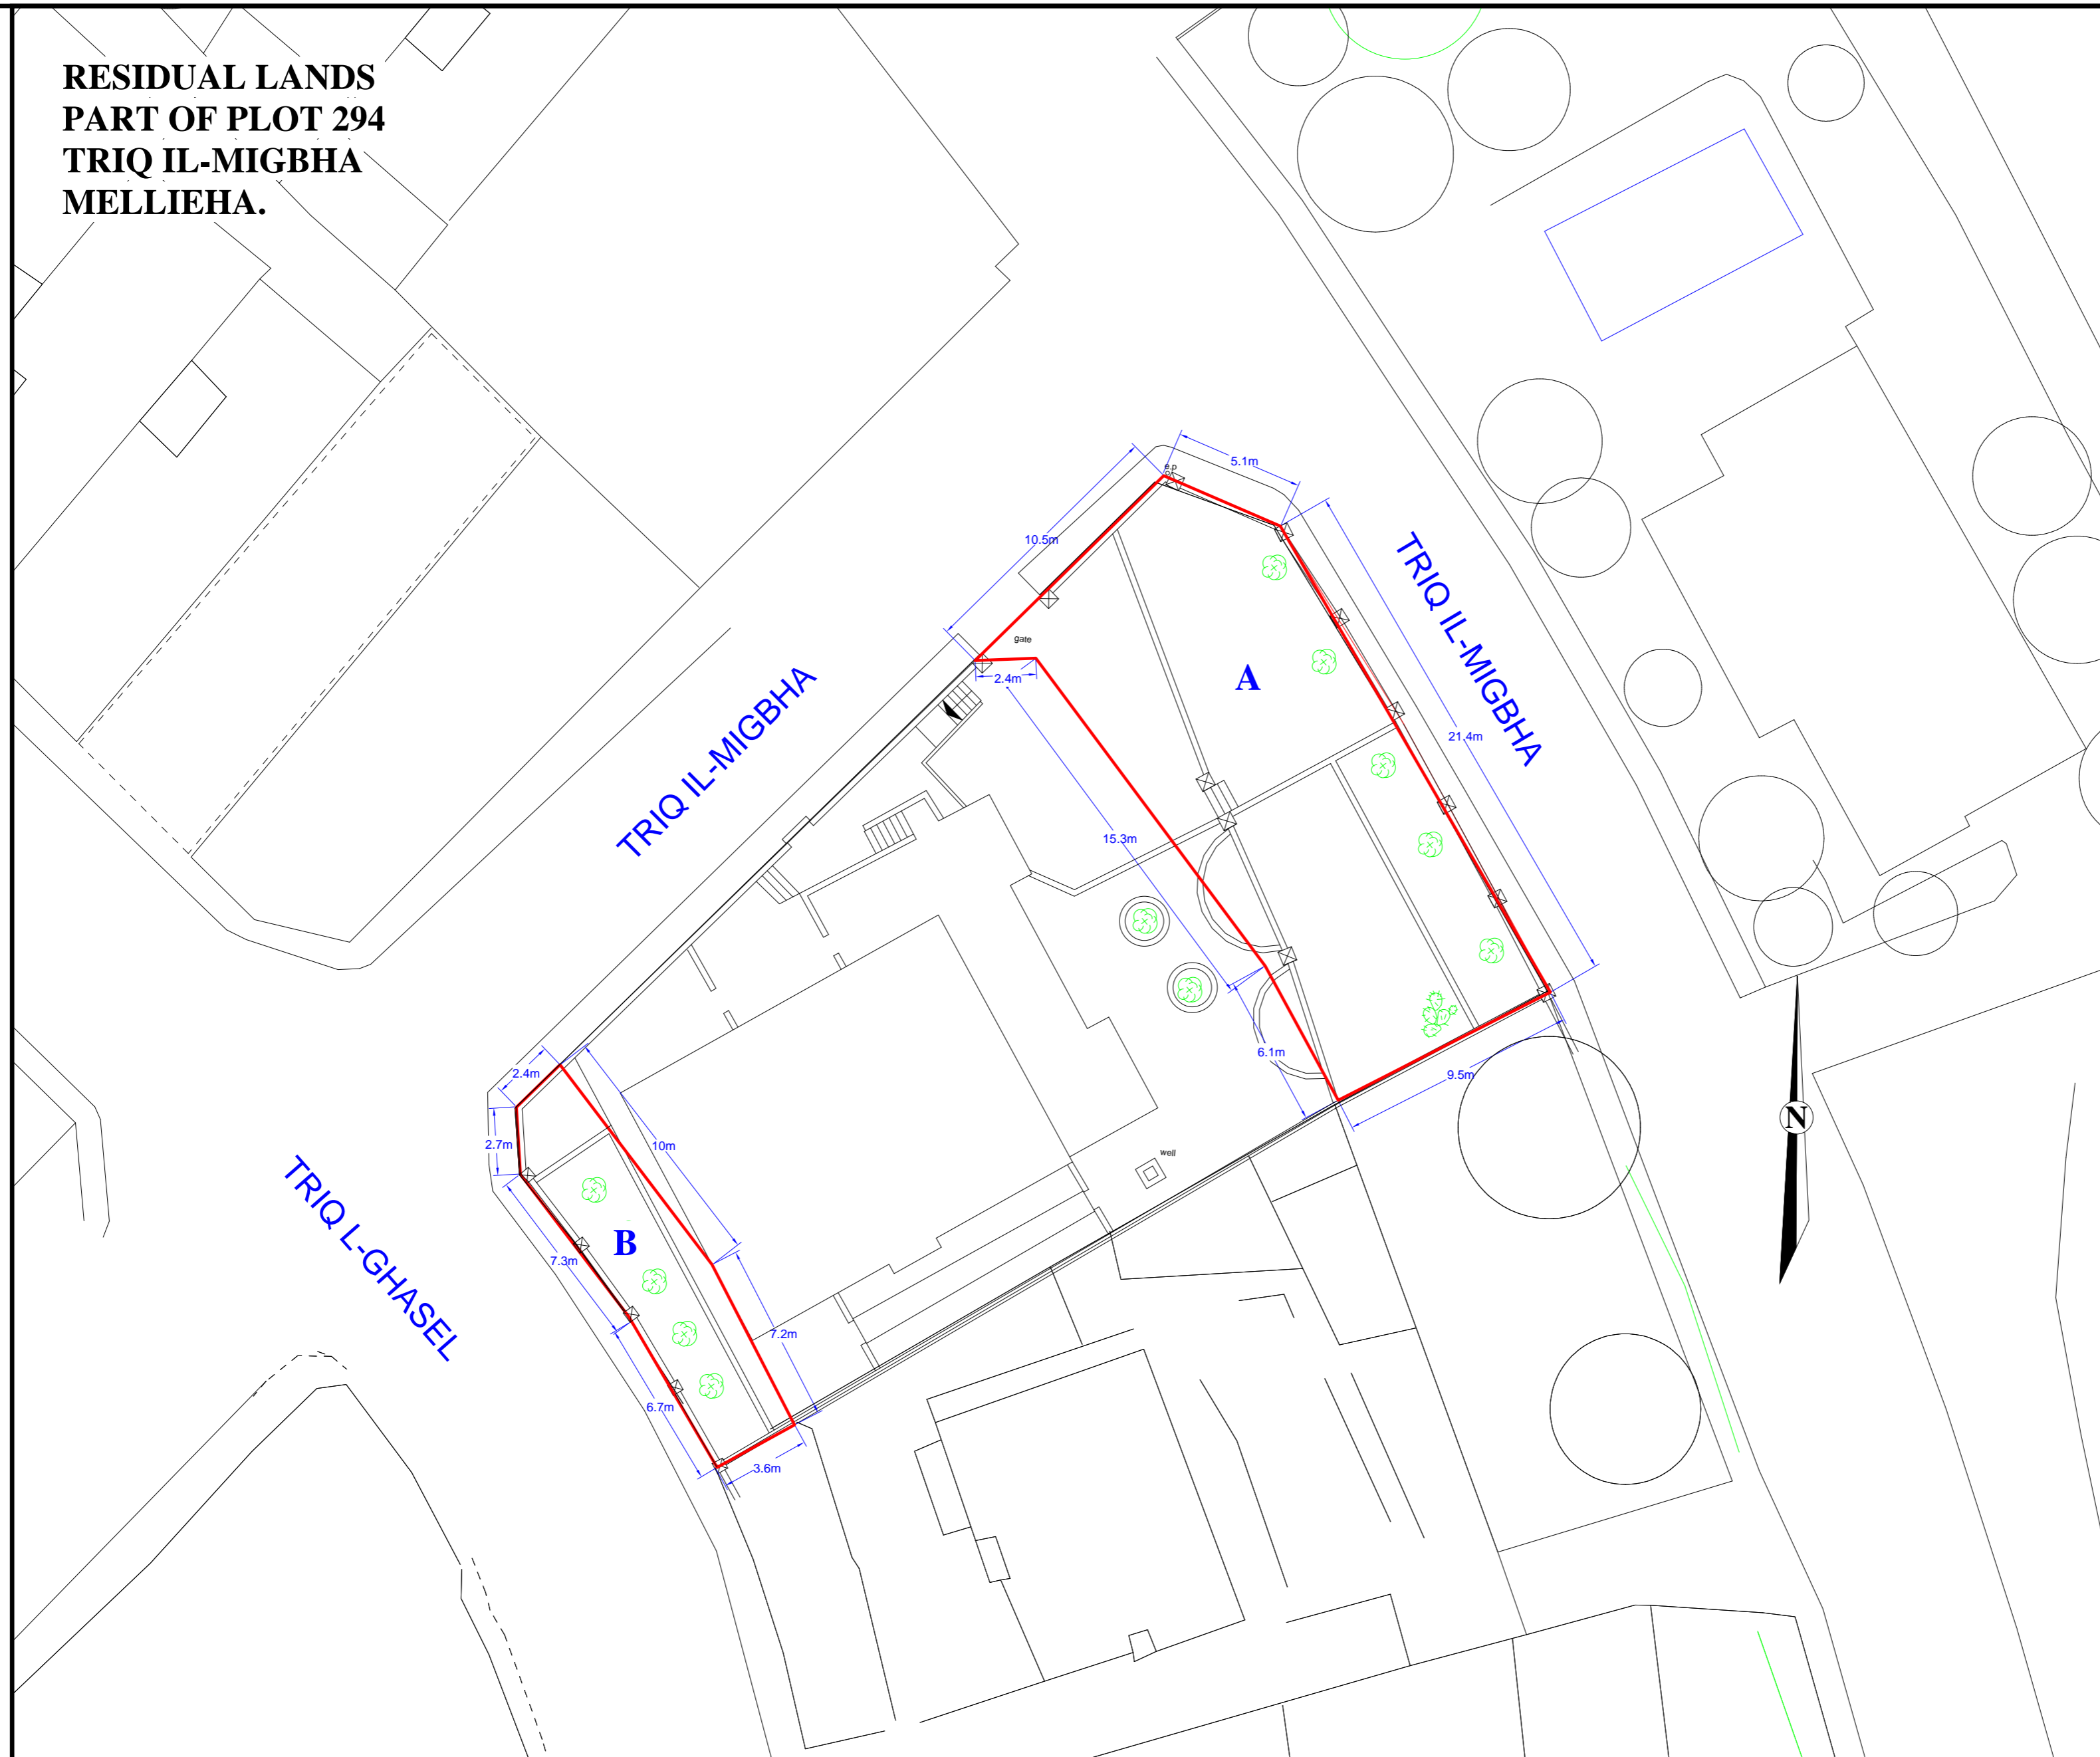 RESIDUAL LANDS
PART OF PLOT 294
TRIQ IL-MIGBHA
MELLIEHA.
e.p
5.1m
10.5m
TRIQ IL-MIGBHA
gate
2.4m
A
21.4m
TRIQ IL-MIGBHA
15.3m
6.1m
9.5m
2.4m
2.7m
10m
well
N
TRIQ L-GHASEL
B
7.3m
7.2m
6.7m
3.6m